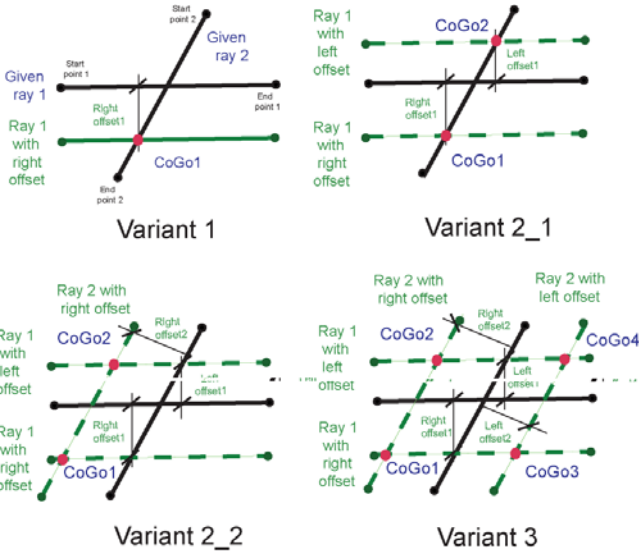 Start
point 2
Given
ray 2
Start
point 1
Given
ray 1
Right
offset1
End
point 1
Ray 1
with
right
offset
CoGo1
End
point 2
Variant 1
Ray 1
with
left
offset
CoGo2
Left
offset1
Right
offset1
Ray 1
with
right
offset
CoGo1
Variant 2_1
Ray 2 with
right offset
Ray 1
with
left
offset
CoGo2
Right
offset2
offset1
Right
offset1
Ray 1
with
right
offset
CoGo1
Variant 2_2
Ray 2 with
right offset
Ray 2 with
left offset
Ray 1
with
left
offset
CoGo2
Right
offset2
CoGo4
Left
offset1
Right
offset1
Left
offset2
Ray 1
with
right
offset
CoGo1
CoGo3
Variant 3